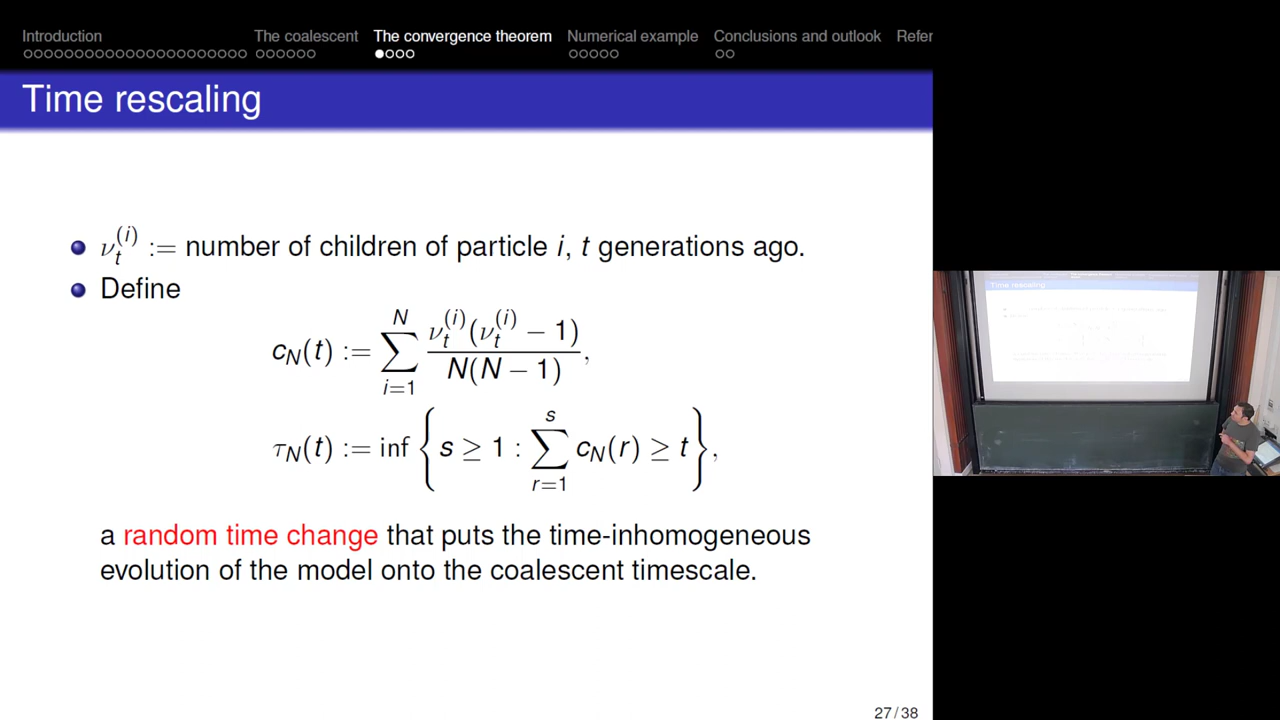 Introduction The coalescent The convergence theorem Numerical example Conclusions and outlook Refer
Time rescaling
ν_t^{(i)} := number of children of particle i, t generations ago.
Define
c_N(t) := \sum_{i=1}^{N} \frac{ν_t^{(i)}(ν_t^{(i)} − 1)}{N(N − 1)},
τ_N(t) := inf { s ≥ 1 : \sum_{r=1}^{s} c_N(r) ≥ t },
a random time change that puts the time-inhomogeneous
evolution of the model onto the coalescent timescale.
27 / 38
Time rescaling